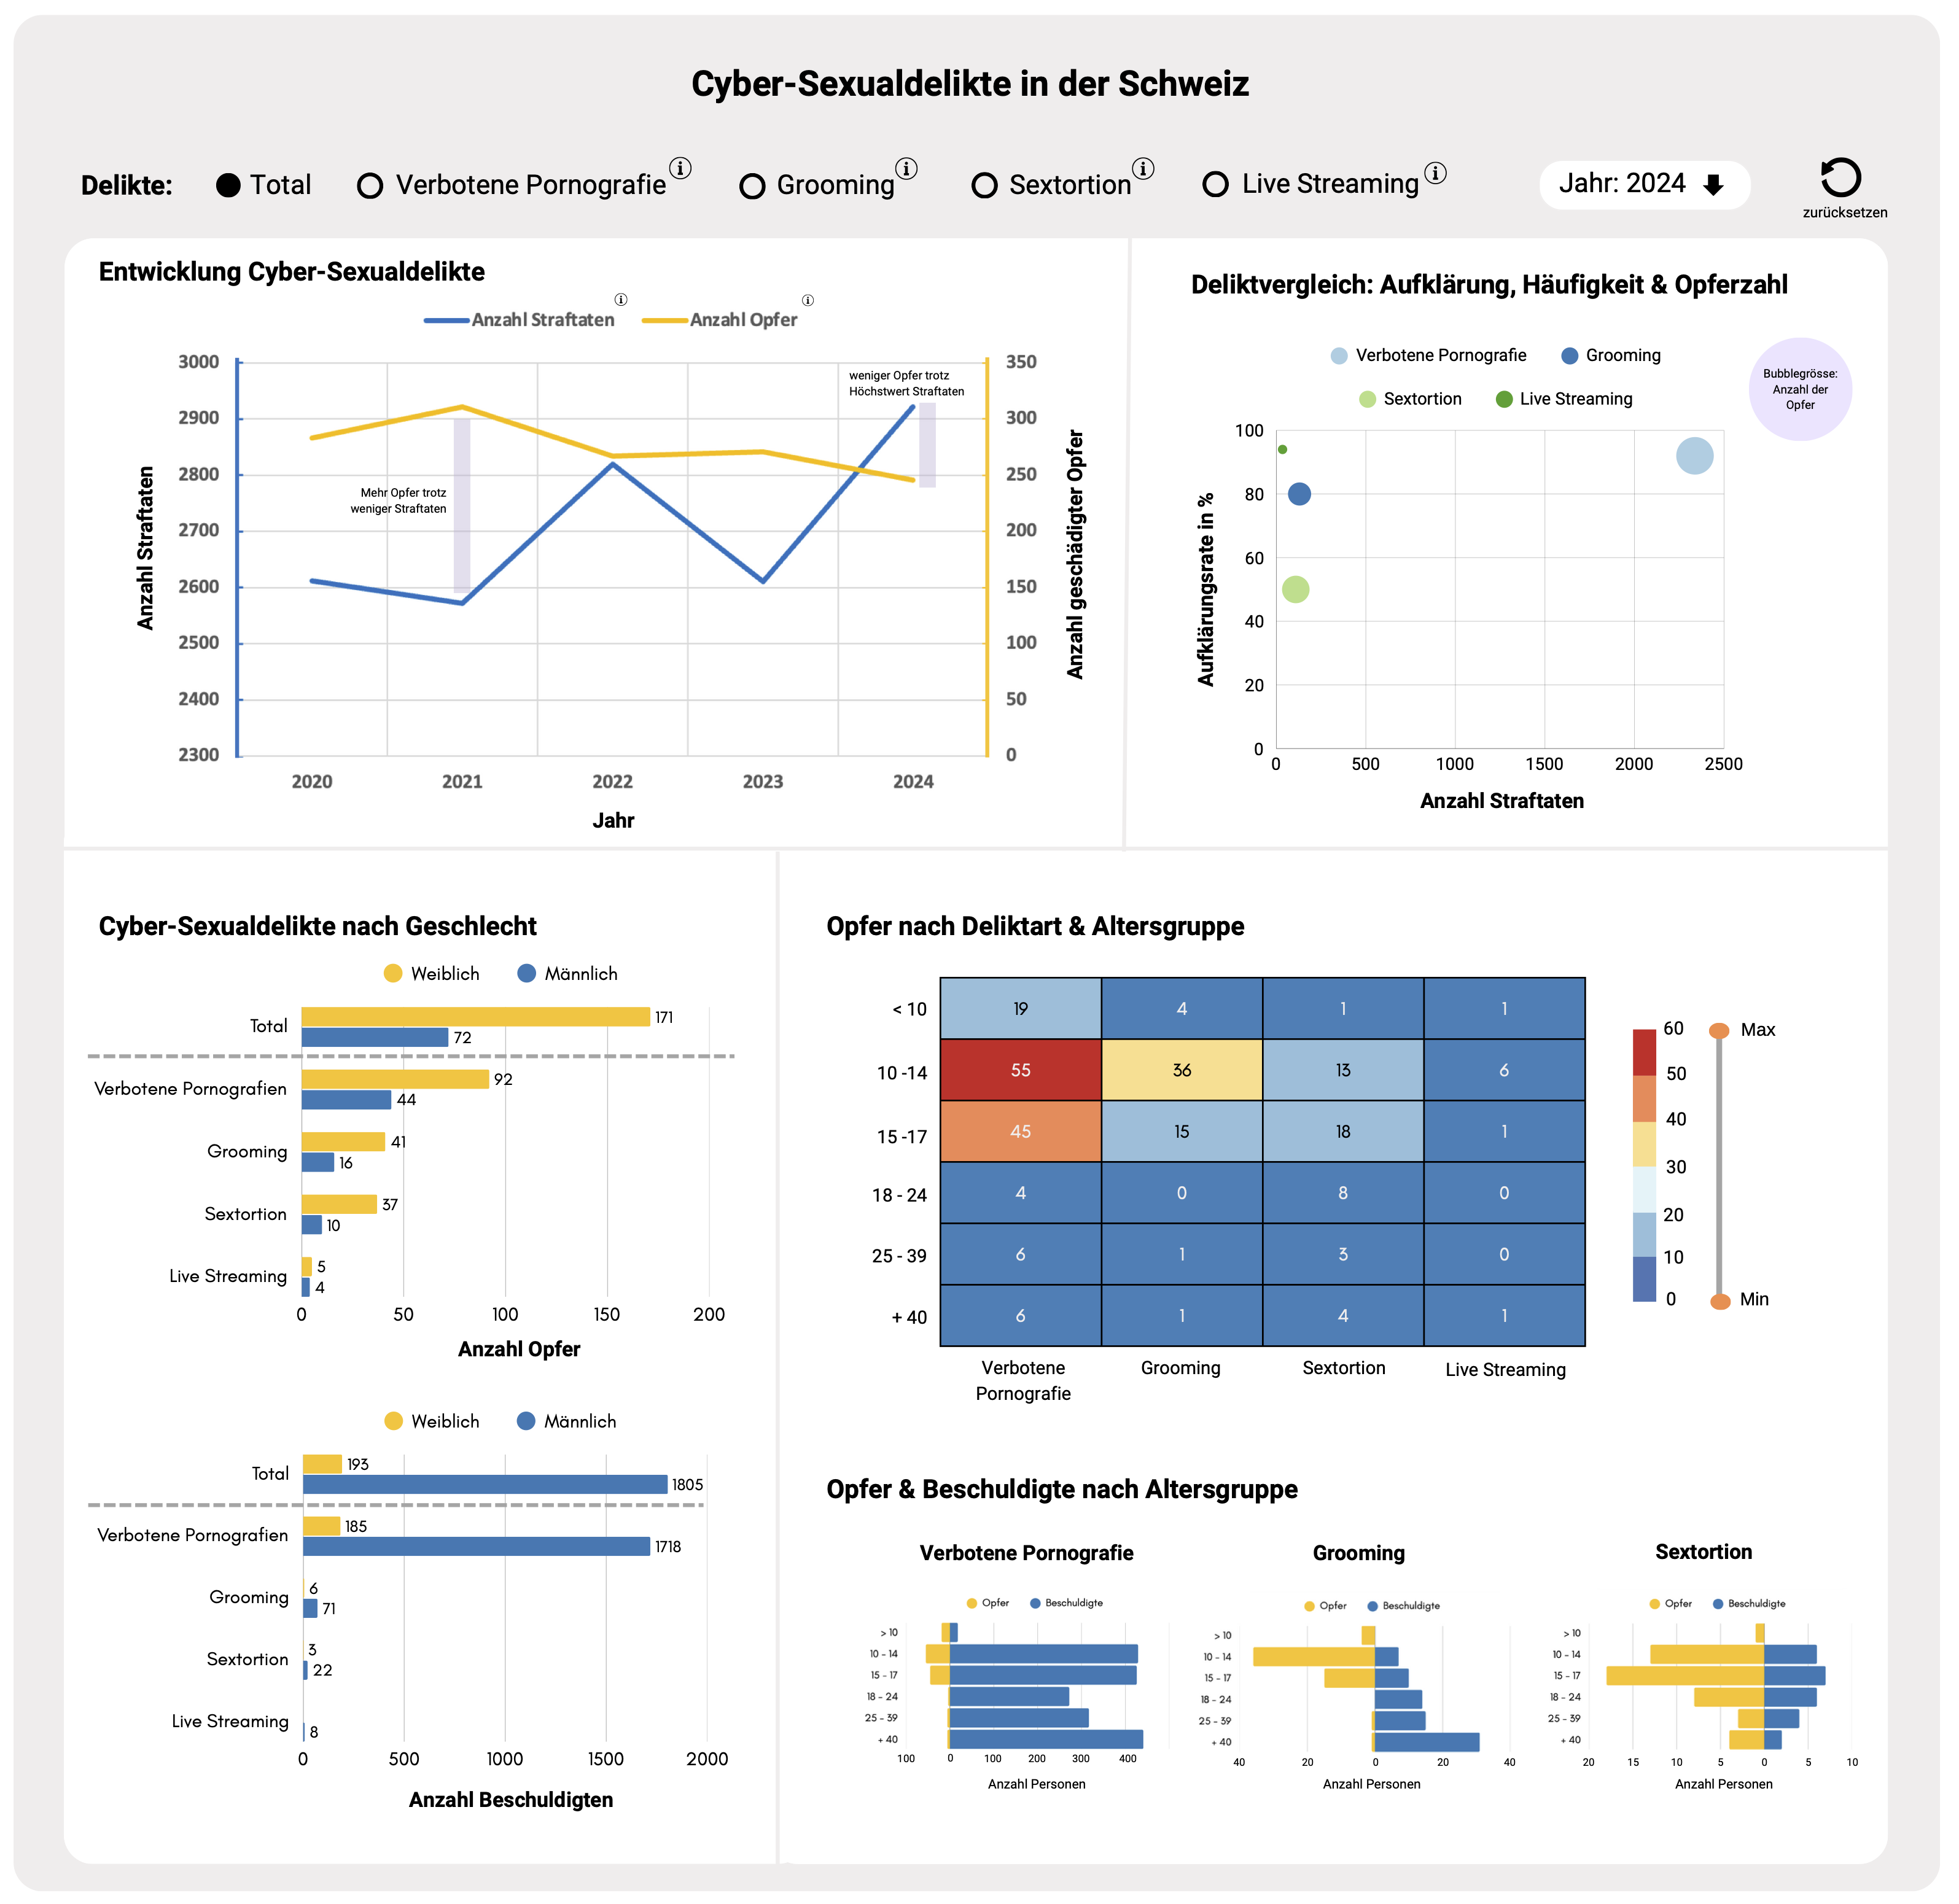 Cyber-Sexualdelikte in der Schweiz
Delikte: Total Verbotene Pornografie i Grooming i Sextortion i Live Streaming i Jahr: 2024
zurücksetzen
Entwicklung Cyber-Sexualdelikte
i i
Anzahl Straftaten Anzahl Opfer
Anzahl Straftaten
3000
2900
2800
2700
2600
2500
2400
2300
weniger Opfer trotz
Höchstwert Straftaten
Mehr Opfer trotz
weniger Straftaten
350
300
250
200
150
100
50
0
Anzahl geschädigter Opfer
2020 2021 2022 2023 2024
Jahr
Deliktvergleich: Aufklärung, Häufigkeit & Opferzahl
Verbotene Pornografie Grooming
Sextortion Live Streaming
Bubblegrösse:
Anzahl der
Opfer
Aufklärungsrate in %
100
80
60
40
20
0
0 500 1000 1500 2000 2500
Anzahl Straftaten
Cyber-Sexualdelikte nach Geschlecht
Weiblich Männlich
Total 171
72
Verbotene Pornografien 92
44
Grooming 41
16
Sextortion 37
10
Live Streaming 5
4
0 50 100 150 200
Anzahl Opfer
Weiblich Männlich
Total 193
1805
Verbotene Pornografien 185
1718
Grooming 6
71
Sextortion 3
22
Live Streaming 8
0 500 1000 1500 2000
Anzahl Beschuldigten
Opfer nach Deliktart & Altersgruppe
< 10 19 4 1 1
10 -14 55 36 13 6
15 -17 45 15 18 1
18 - 24 4 0 8 0
25 - 39 6 1 3 0
+ 40 6 1 4 1
Verbotene
Pornografie
Grooming Sextortion Live Streaming
60 Max
50
40
30
20
10
0 Min
Opfer & Beschuldigte nach Altersgruppe
Verbotene Pornografie
Opfer Beschuldigte
> 10
10 - 14
15 - 17
18 - 24
25 - 39
+ 40
100 0 100 200 300 400
Anzahl Personen
Grooming
Opfer Beschuldigte
> 10
10 - 14
15 - 17
18 - 24
25 - 39
+ 40
40 20 0 20 40
Anzahl Personen
Sextortion
Opfer Beschuldigte
> 10
10 - 14
15 - 17
18 - 24
25 - 39
+ 40
20 15 10 5 0 5 10
Anzahl Personen